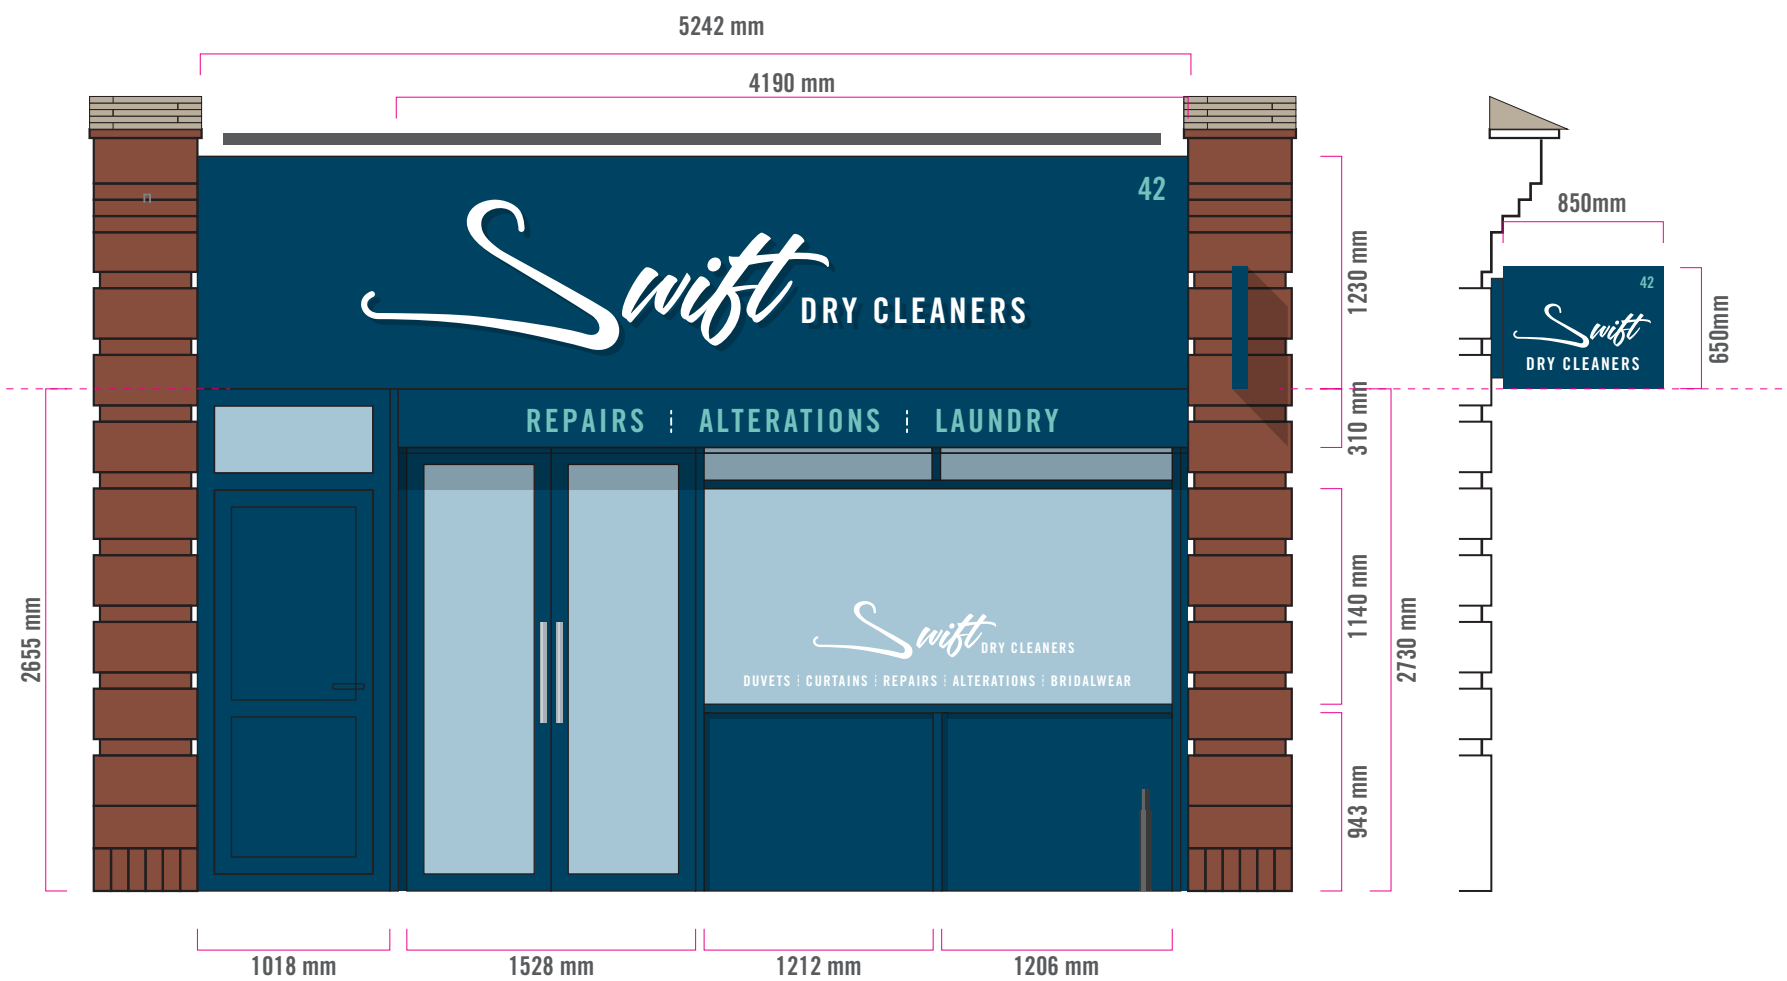 5242 mm
4190 mm
42
Swift DRY CLEANERS
1230 mm
850mm
42
Swift
DRY CLEANERS
650mm
REPAIRS ¦ ALTERATIONS ¦ LAUNDRY
310 mm
2655 mm
1140 mm
2730 mm
Swift DRY CLEANERS
DUVETS ¦ CURTAINS ¦ REPAIRS ¦ ALTERATIONS ¦ BRIDALWEAR
943 mm
1018 mm
1528 mm
1212 mm
1206 mm